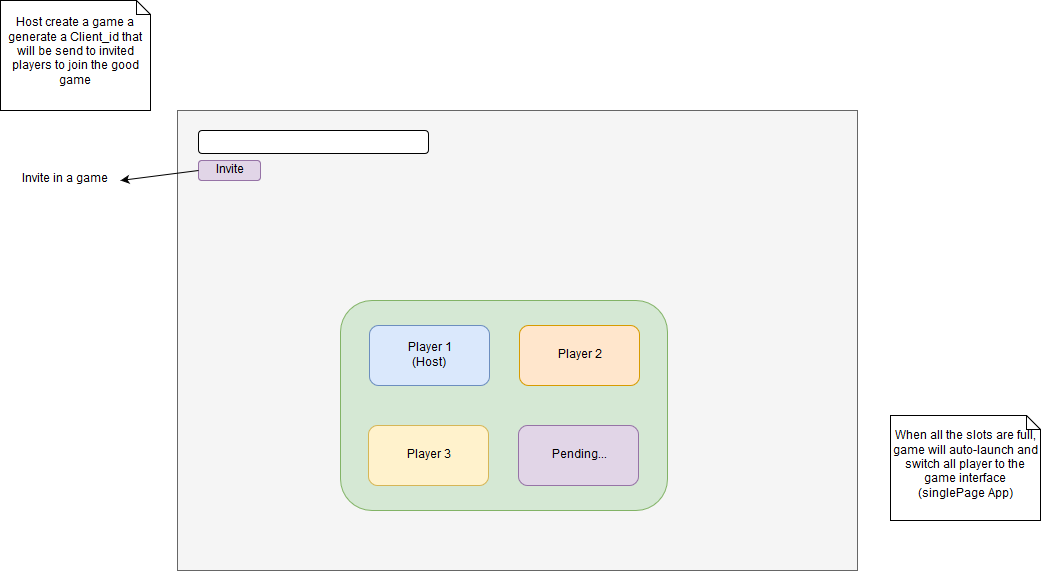 Host create a game a
generate a Client_id that
will be send to invited
players to join the good
game
Invite
Invite in a game
Player 1
(Host)
Player 2
Player 3
Pending...
When all the slots are full,
game will auto-launch and
switch all player to the
game interface
(singlePage App)